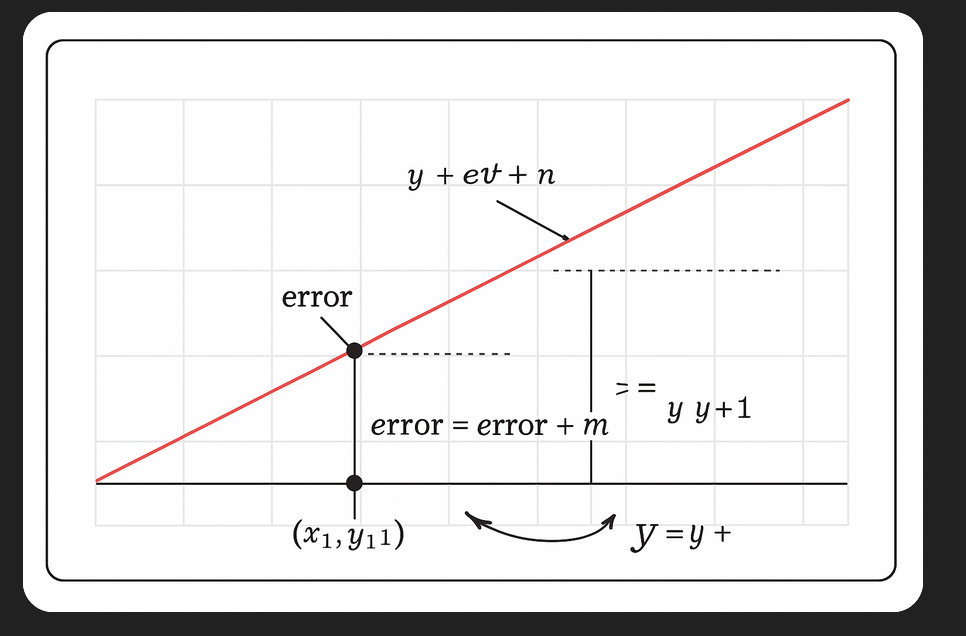 y + ev + n
error
> =
y y+1
error = error + m
(x₁, y₁1)
y = y +